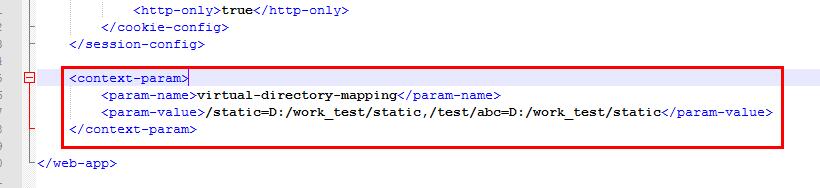 <http-only>true</http-only>
</cookie-config>
</session-config>
<context-param>
<param-name>virtual-directory-mapping</param-name>
<param-value>/static=D:/work_test/static,/test/abc=D:/work_test/static</param-value>
</context-param>
</web-app>